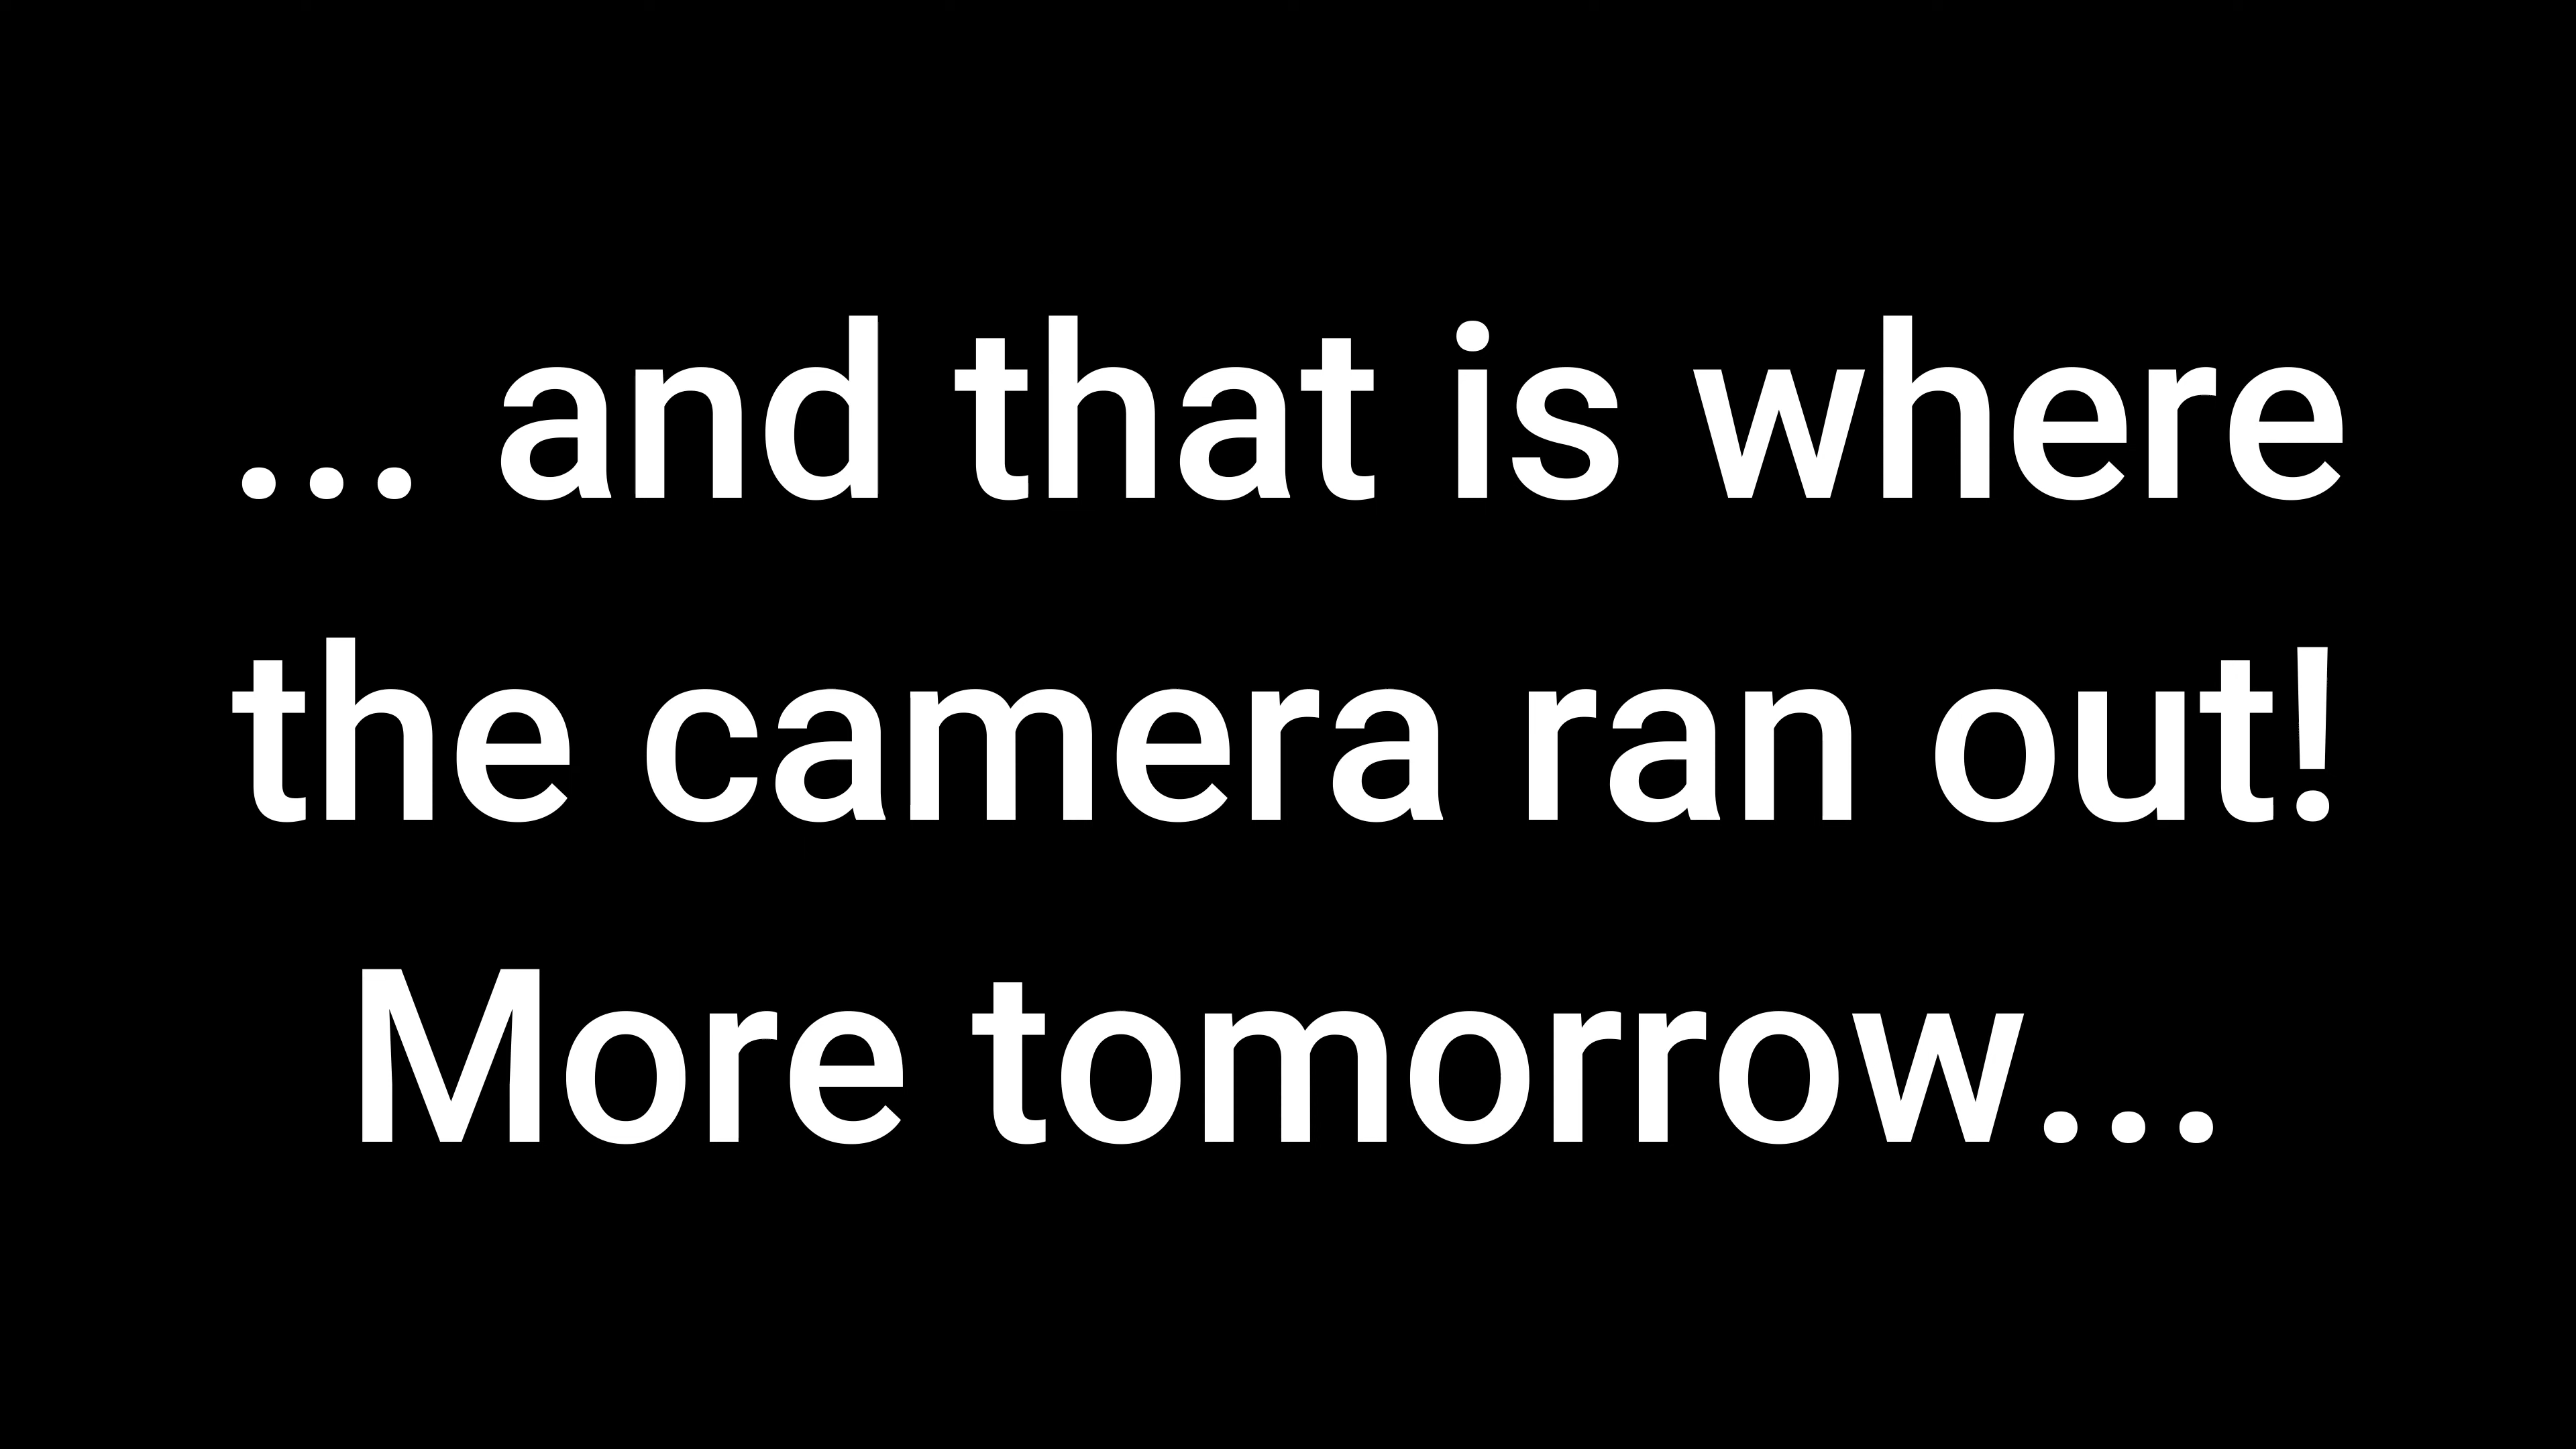 ... and that is where
the camera ran out!
More tomorrow...